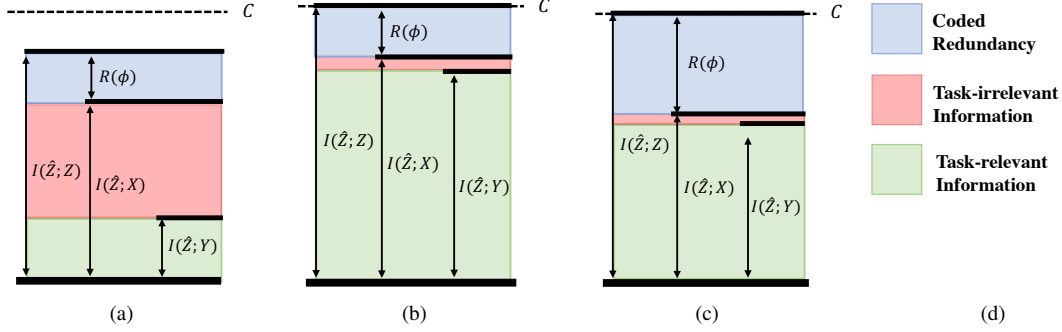 C
R(ϕ)
I(Ẑ;Z)
I(Ẑ;X)
I(Ẑ;Y)
(a)
C
R(ϕ)
I(Ẑ;Z)
I(Ẑ;X)
I(Ẑ;Y)
(b)
C
R(ϕ)
I(Ẑ;Z)
I(Ẑ;X)
I(Ẑ;Y)
(c)
Coded
Redundancy
Task-irrelevant
Information
Task-relevant
Information
(d)